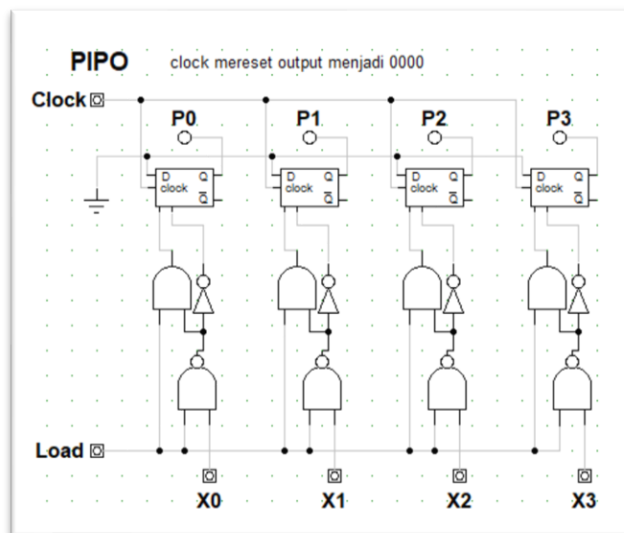 PIPO clock mereset output menjadi 0000
Clock
P0 P1 P2 P3
D Q D Q D Q D Q
clock clock clock clock
Q̅ Q̅ Q̅ Q̅
Load
X0 X1 X2 X3